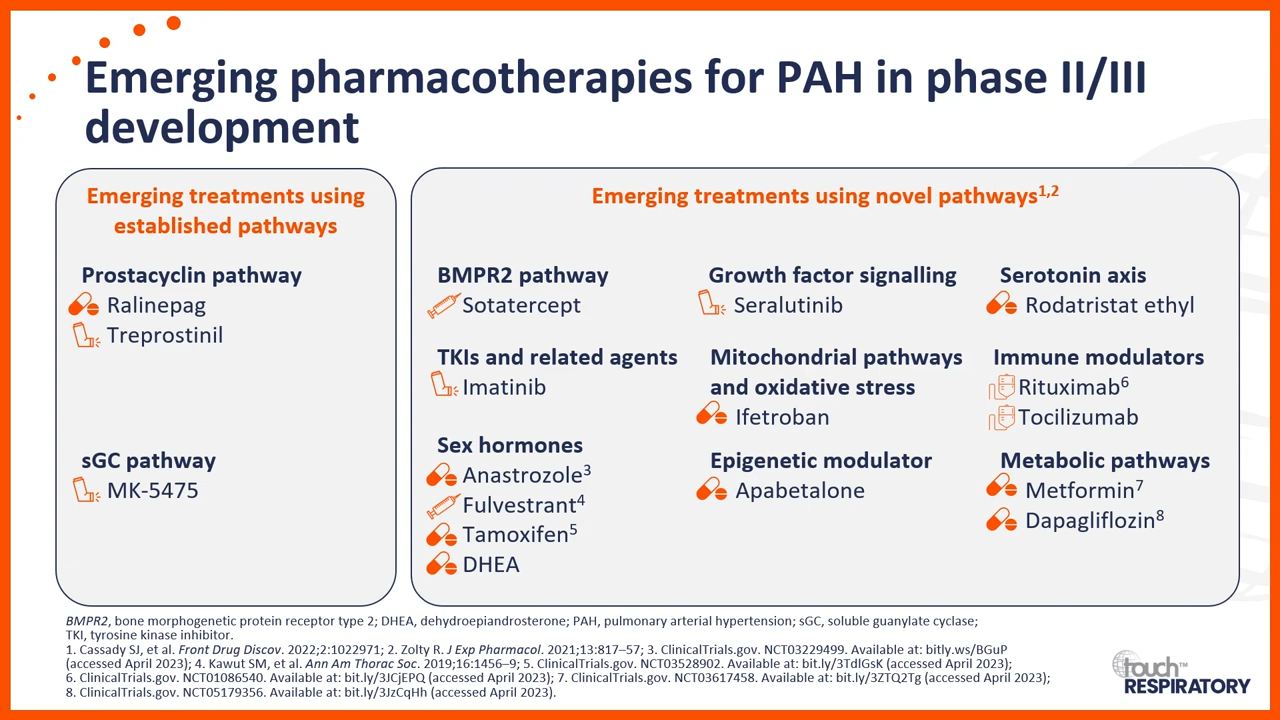 Emerging pharmacotherapies for PAH in phase II/III
development
Emerging treatments using
established pathways
Prostacyclin pathway
Ralinepag
Treprostinil
sGC pathway
MK-5475
Emerging treatments using novel pathways1,2
BMPR2 pathway
Sotatercept
TKIs and related agents
Imatinib
Sex hormones
Anastrozole3
Fulvestrant4
Tamoxifen5
DHEA
Growth factor signalling
Seralutinib
Mitochondrial pathways
and oxidative stress
Ifetroban
Epigenetic modulator
Apabetalone
Serotonin axis
Rodatristat ethyl
Immune modulators
Rituximab6
Tocilizumab
Metabolic pathways
Metformin7
Dapagliflozin8
BMPR2, bone morphogenetic protein receptor type 2; DHEA, dehydroepiandrosterone; PAH, pulmonary arterial hypertension; sGC, soluble guanylate cyclase;
TKI, tyrosine kinase inhibitor.
1. Cassady SJ, et al. Front Drug Discov. 2022;2:1022971; 2. Zolty R. J Exp Pharmacol. 2021;13:817–57; 3. ClinicalTrials.gov. NCT03229499. Available at: bitly.ws/BGuP
(accessed April 2023); 4. Kawut SM, et al. Ann Am Thorac Soc. 2019;16:1456–9; 5. ClinicalTrials.gov. NCT03528902. Available at: bit.ly/3TdlGsK (accessed April 2023);
6. ClinicalTrials.gov. NCT01086540. Available at: bit.ly/3JCjEPQ (accessed April 2023); 7. ClinicalTrials.gov. NCT03617458. Available at: bit.ly/3ZTQ2Tg (accessed April 2023);
8. ClinicalTrials.gov. NCT05179356. Available at: bit.ly/3JzCqHh (accessed April 2023).
touch™
RESPIRATORY